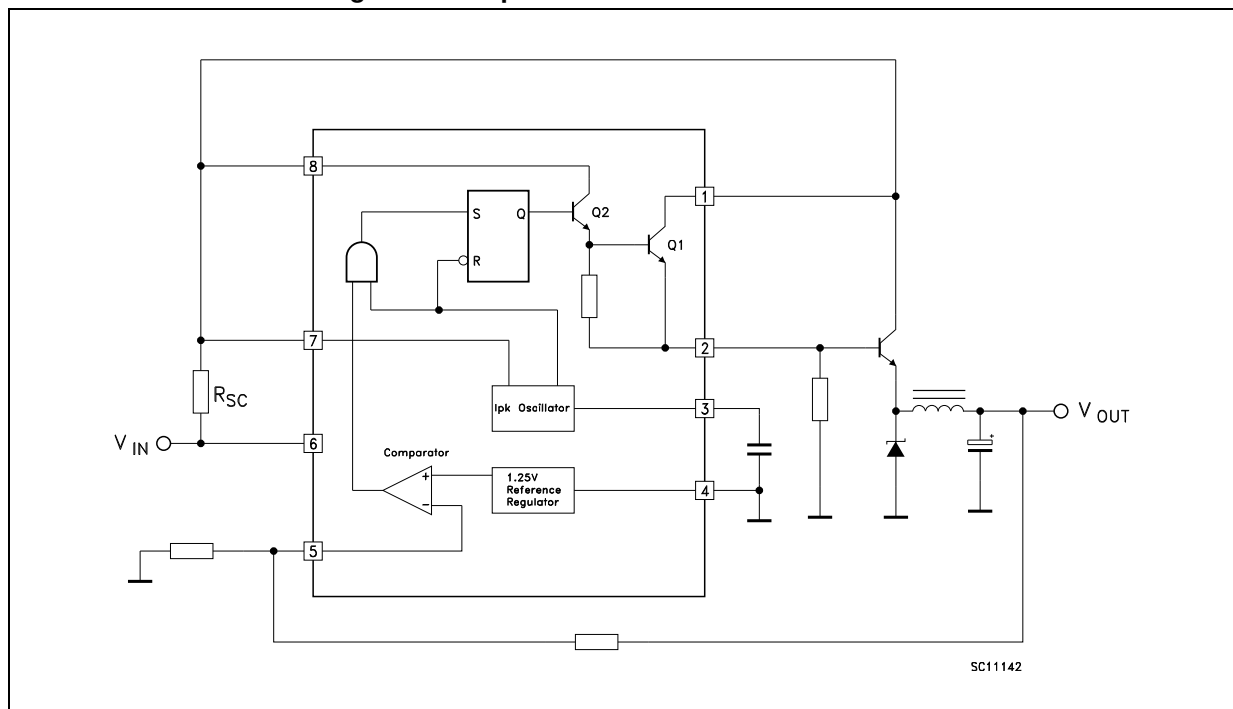 8
1
S Q
Q2
Q1
R
7
2
RSC
Ipk Oscillator
3
VIN
6
VOUT
+
Comparator
+
1.25V
Reference
Regulator
4
−
5
SC11142